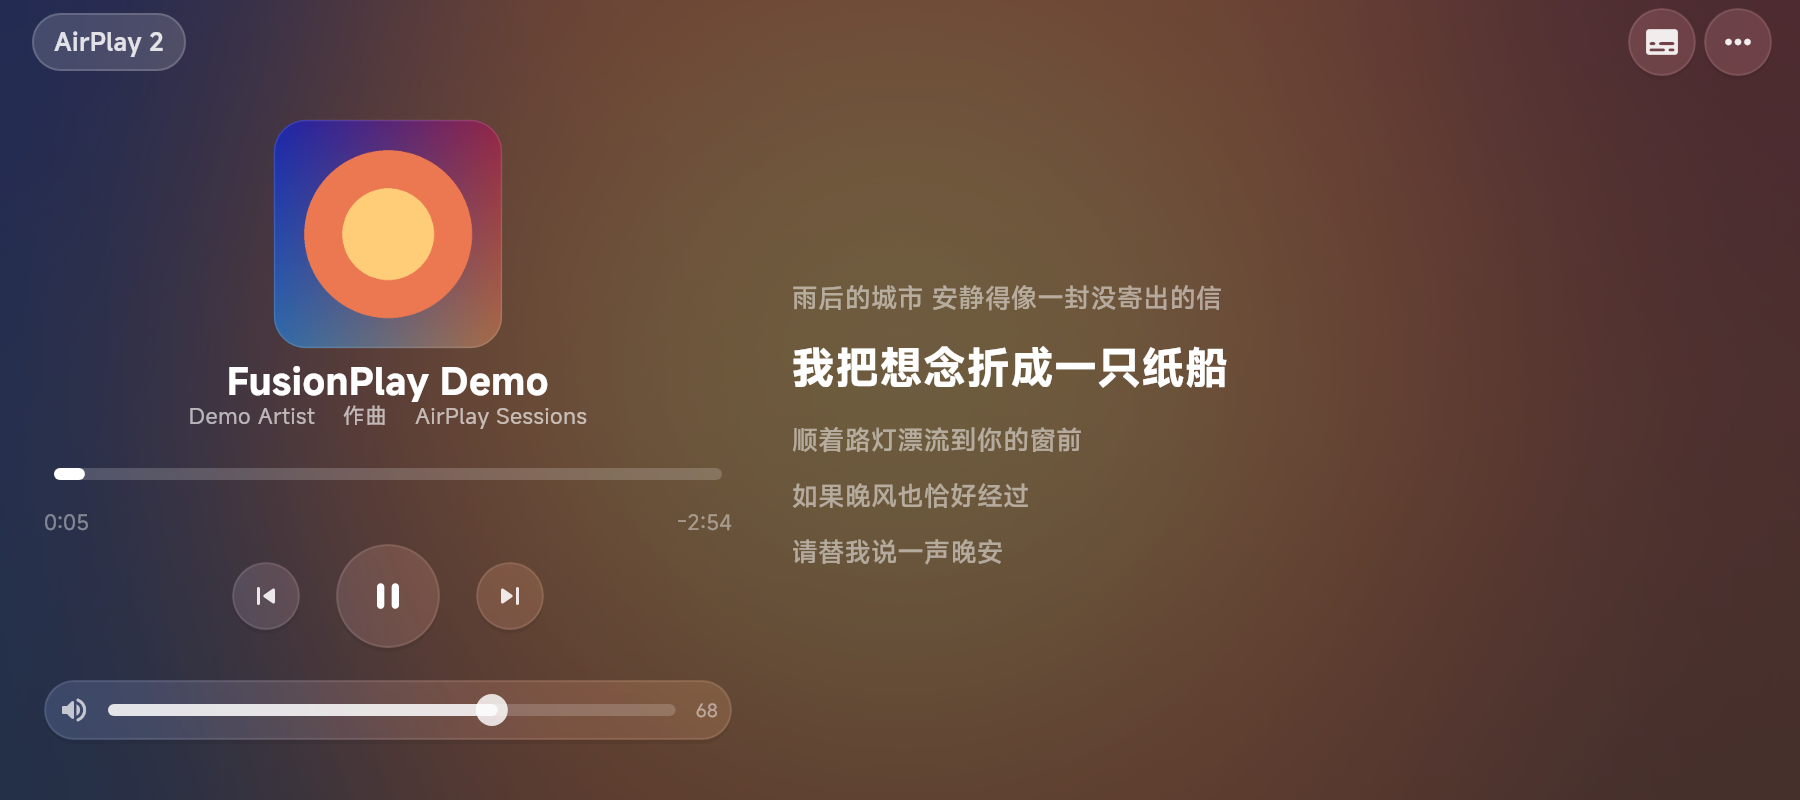 AirPlay 2
FusionPlay Demo
Demo Artist 作曲 AirPlay Sessions
0:05 -2:54
68
雨后的城市 安静得像一封没寄出的信
我把想念折成一只纸船
顺着路灯漂流到你的窗前
如果晚风也恰好经过
请替我说一声晚安